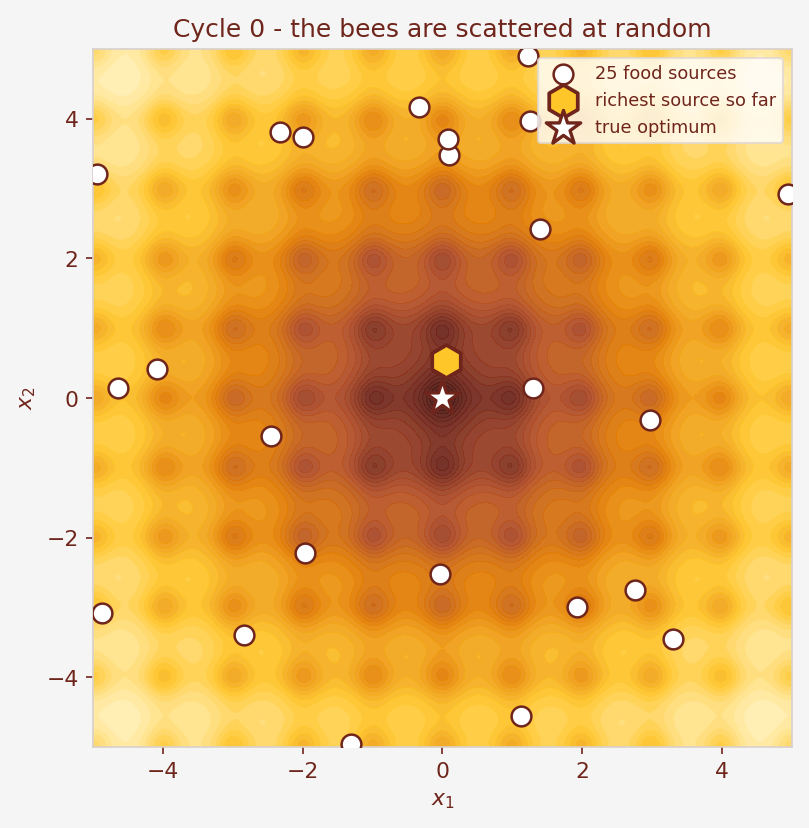 Cycle 0 - the bees are scattered at random
25 food sources
richest source so far
true optimum
4
2
0
−2
−4
x₂
−4
−2
0
2
4
x₁